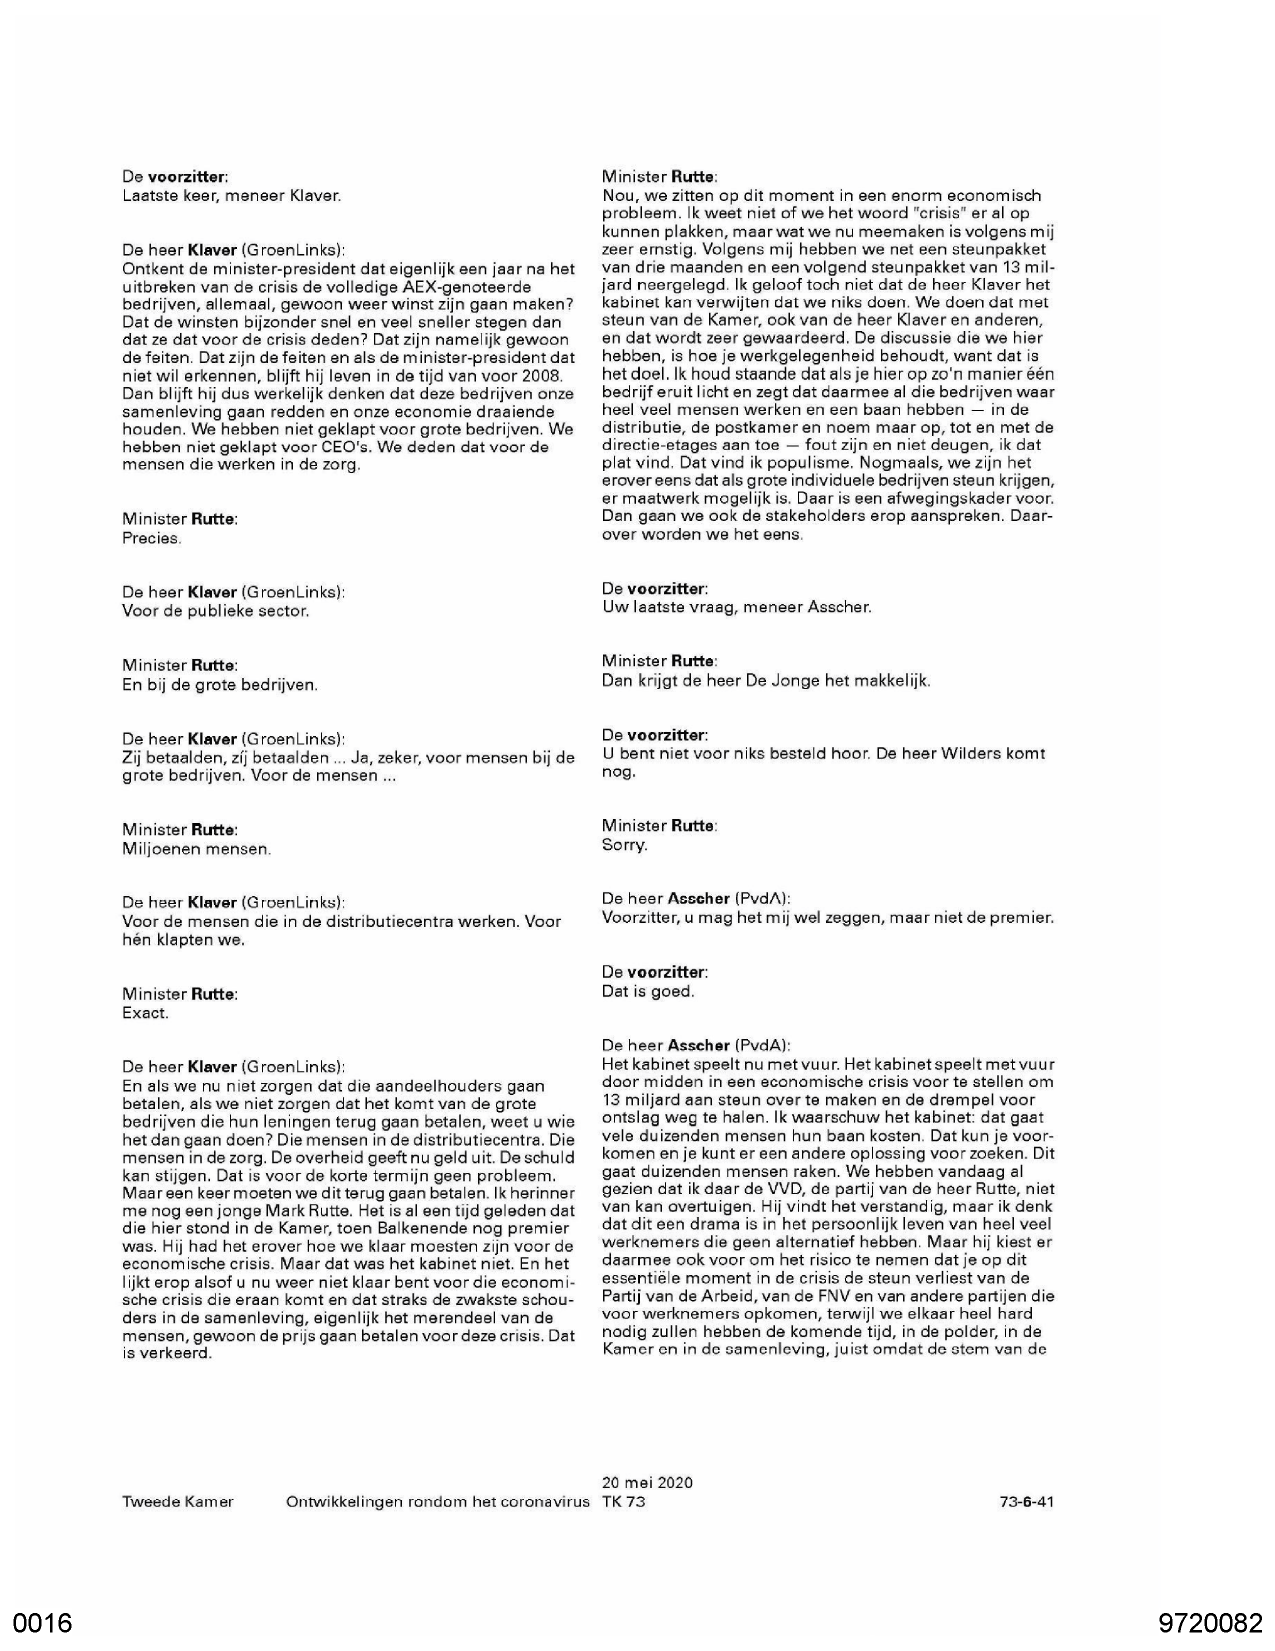 De voorzitter:
Laatste keer, meneer Klaver.
De heer Klaver (GroenLinks):
Ontkent de minister-president dat eigenlijk een jaar na het
uitbreken van de crisis de volledige AEX-genoteerde
bedrijven, allemaal, gewoon weer winst zijn gaan maken?
Dat de winsten bijzonder snel en veel sneller stegen dan
dat ze dat voor de crisis deden? Dat zijn namelijk gewoon
de feiten. Dat zijn de feiten en als de minister-president dat
niet wil erkennen, blijft hij leven in de tijd van voor 2008.
Dan blijft hij dus werkelijk denken dat deze bedrijven onze
samenleving gaan redden en onze economie draaiende
houden. We hebben niet geklapt voor grote bedrijven. We
hebben niet geklapt voor CEO's. We deden dat voor de
mensen die werken in de zorg.
Minister Rutte:
Precies.
De heer Klaver (GroenLinks):
Voor de publieke sector.
Minister Rutte:
En bij de grote bedrijven.
De heer Klaver (GroenLinks):
Zij betaalden, zíj betaalden ... Ja, zeker, voor mensen bij de
grote bedrijven. Voor de mensen ...
Minister Rutte:
Miljoenen mensen.
De heer Klaver (GroenLinks):
Voor de mensen die in de distributiecentra werken. Voor
hén klapten we.
Minister Rutte:
Exact.
De heer Klaver (GroenLinks):
En als we nu niet zorgen dat die aandeelhouders gaan
betalen, als we niet zorgen dat het komt van de grote
bedrijven die hun leningen terug gaan betalen, weet u wie
het dan gaan doen? Die mensen in de distributiecentra. Die
mensen in de zorg. De overheid geeft nu geld uit. De schuld
kan stijgen. Dat is voor de korte termijn geen probleem.
Maar een keer moeten we dit terug gaan betalen. Ik herinner
me nog een jonge Mark Rutte. Het is al een tijd geleden dat
die hier stond in de Kamer, toen Balkenende nog premier
was. Hij had het erover hoe we klaar moesten zijn voor de
economische crisis. Maar dat was het kabinet niet. En het
lijkt erop alsof u nu weer niet klaar bent voor die economi-
sche crisis die eraan komt en dat straks de zwakste schou-
ders in de samenleving, eigenlijk het merendeel van de
mensen, gewoon de prijs gaan betalen voor deze crisis. Dat
is verkeerd.
Minister Rutte:
Nou, we zitten op dit moment in een enorm economisch
probleem. Ik weet niet of we het woord "crisis" er al op
kunnen plakken, maar wat we nu meemaken is volgens mij
zeer ernstig. Volgens mij hebben we net een steunpakket
van drie maanden en een volgend steunpakket van 13 mil-
jard neergelegd. Ik geloof toch niet dat de heer Klaver het
kabinet kan verwijten dat we niks doen. We doen dat met
steun van de Kamer, ook van de heer Klaver en anderen,
en dat wordt zeer gewaardeerd. De discussie die we hier
hebben, is hoe je werkgelegenheid behoudt, want dat is
het doel. Ik houd staande dat als je hier op zo'n manier één
bedrijf eruit licht en zegt dat daarmee al die bedrijven waar
heel veel mensen werken en een baan hebben — in de
distributie, de postkamer en noem maar op, tot en met de
directie-etages aan toe — fout zijn en niet deugen, ik dat
plat vind. Dat vind ik populisme. Nogmaals, we zijn het
erover eens dat als grote individuele bedrijven steun krijgen,
er maatwerk mogelijk is. Daar is een afwegingskader voor.
Dan gaan we ook de stakeholders erop aanspreken. Daar-
over worden we het eens.
De voorzitter:
Uw laatste vraag, meneer Asscher.
Minister Rutte:
Dan krijgt de heer De Jonge het makkelijk.
De voorzitter:
U bent niet voor niks besteld hoor. De heer Wilders komt
nog.
Minister Rutte:
Sorry.
De heer Asscher (PvdA):
Voorzitter, u mag het mij wel zeggen, maar niet de premier.
De voorzitter:
Dat is goed.
De heer Asscher (PvdA):
Het kabinet speelt nu met vuur. Het kabinet speelt met vuur
door midden in een economische crisis voor te stellen om
13 miljard aan steun over te maken en de drempel voor
ontslag weg te halen. Ik waarschuw het kabinet: dat gaat
vele duizenden mensen hun baan kosten. Dat kun je voor-
komen en je kunt er een andere oplossing voor zoeken. Dit
gaat duizenden mensen raken. We hebben vandaag al
gezien dat ik daar de VVD, de partij van de heer Rutte, niet
van kan overtuigen. Hij vindt het verstandig, maar ik denk
dat dit een drama is in het persoonlijk leven van heel veel
werknemers die geen alternatief hebben. Maar hij kiest er
daarmee ook voor om het risico te nemen dat je op dit
essentiële moment in de crisis de steun verliest van de
Partij van de Arbeid, van de FNV en van andere partijen die
voor werknemers opkomen, terwijl we elkaar heel hard
nodig zullen hebben de komende tijd, in de polder, in de
Kamer en in de samenleving, juist omdat de stem van de
20 mei 2020
Tweede Kamer Ontwikkelingen rondom het coronavirus TK 73 73-6-41
0016 9720082